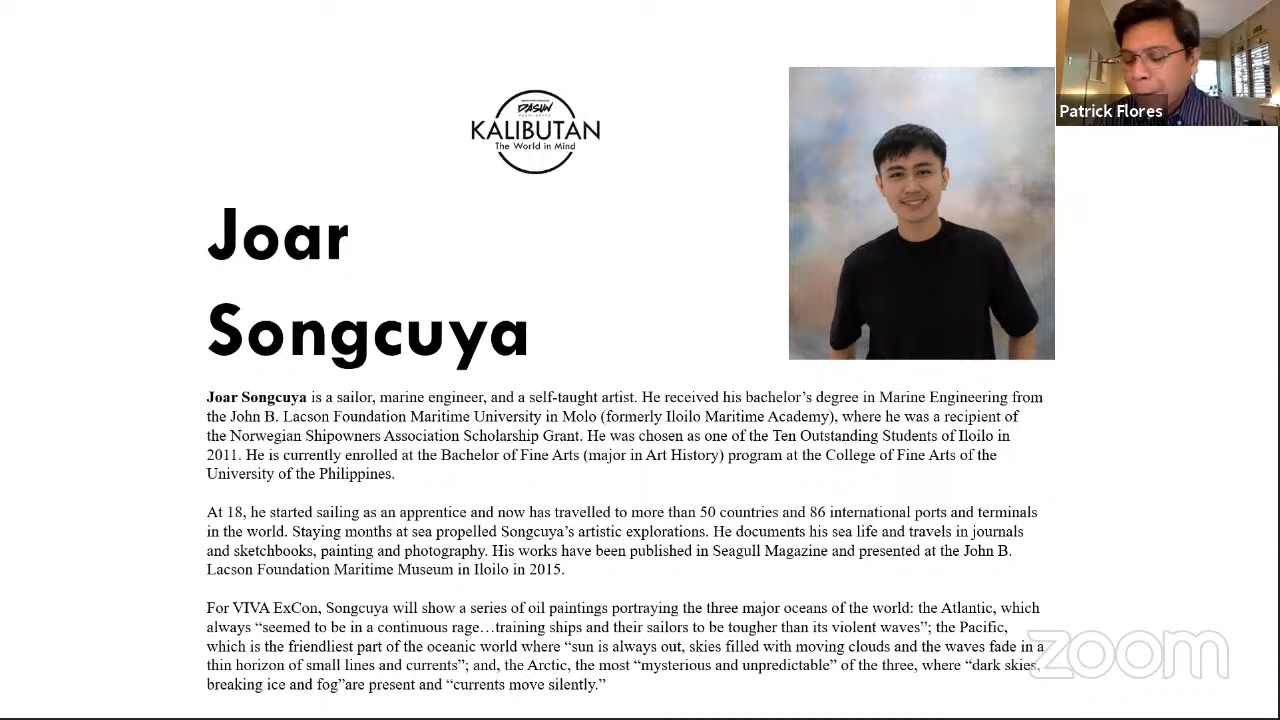 Patrick Flores
DASUN
KALIBUTAN
The World in Mind
Joar
Songcuya
Joar Songcuya is a sailor, marine engineer, and a self-taught artist. He received his bachelor’s degree in Marine Engineering from
the John B. Lacson Foundation Maritime University in Molo (formerly Iloilo Maritime Academy), where he was a recipient of
the Norwegian Shipowners Association Scholarship Grant. He was chosen as one of the Ten Outstanding Students of Iloilo in
2011. He is currently enrolled at the Bachelor of Fine Arts (major in Art History) program at the College of Fine Arts of the
University of the Philippines.
At 18, he started sailing as an apprentice and now has travelled to more than 50 countries and 86 international ports and terminals
in the world. Staying months at sea propelled Songcuya’s artistic explorations. He documents his sea life and travels in journals
and sketchbooks, painting and photography. His works have been published in Seagull Magazine and presented at the John B.
Lacson Foundation Maritime Museum in Iloilo in 2015.
For VIVA ExCon, Songcuya will show a series of oil paintings portraying the three major oceans of the world: the Atlantic, which
always “seemed to be in a continuous rage…training ships and their sailors to be tougher than its violent waves”; the Pacific,
which is the friendliest part of the oceanic world where “sun is always out, skies filled with moving clouds and the waves fade in a
thin horizon of small lines and currents”; and, the Arctic, the most “mysterious and unpredictable” of the three, where “dark skies,
breaking ice and fog”are present and “currents move silently.”
zoom